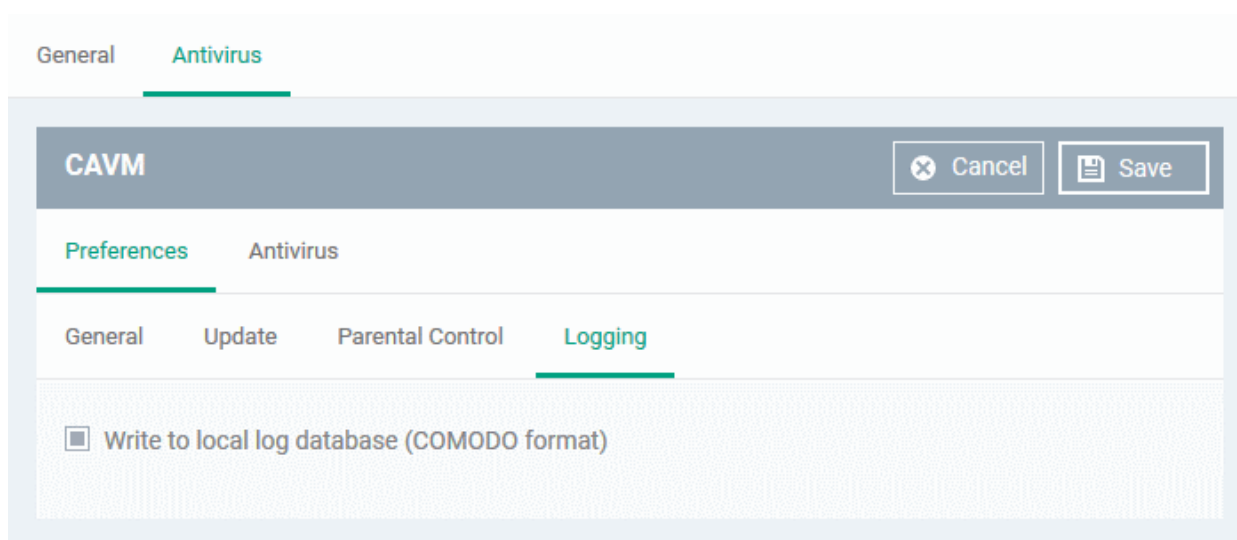 General Antivirus
CAVM Cancel Save
Preferences Antivirus
General Update Parental Control Logging
Write to local log database (COMODO format)